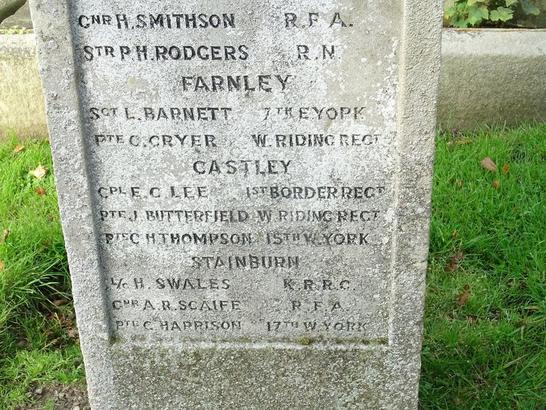 GNR H. SMITHSON R.F.A.
STR P.H. RODGERS R.N.
FARNLEY
SGT L. BARNETT 7TH E YORK
PTE C. CRYER W. RIDING REGT
CASTLEY
CPL E.C LEE 1ST BORDER REGT
PTE J. BUTTERFIELD W. RIDING REGT
PTE C H THOMPSON 15TH W. YORK
STAINBURN
L/C H. SWALES K.R.R.C.
GNR A.R. SCAIFE R.F.A.
PTE C. HARRISON 17TH W. YORK